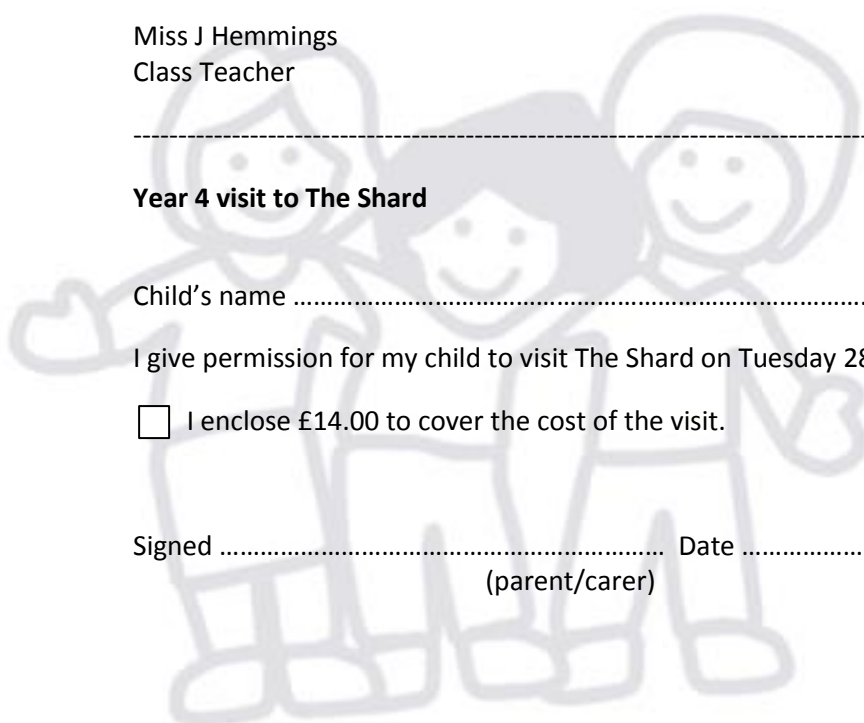 Miss J Hemmings
Class Teacher
--------------------------------------------------------------------------------
Year 4 visit to The Shard
Child’s name ……………………………………………………………………………
I give permission for my child to visit The Shard on Tuesday 28
I enclose £14.00 to cover the cost of the visit.
Signed ………………………………………………………… Date ………………
(parent/carer)